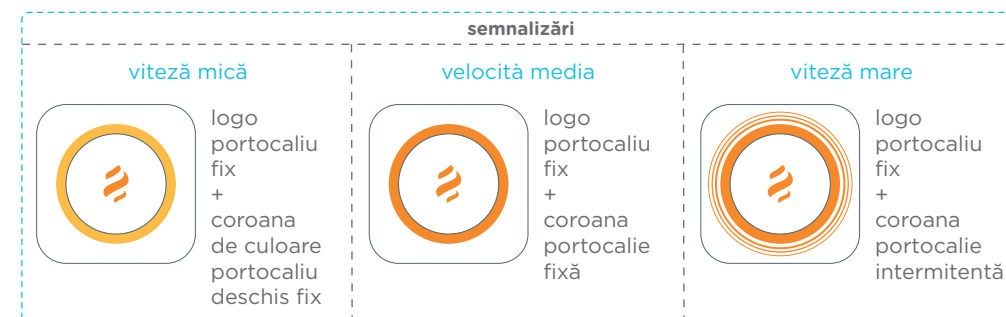 semnalizări
viteză mică
logo
portocaliu
fix
+
coroana
de culoare
portocaliu
deschis fix
velocità media
logo
portocaliu
fix
+
coroana
portocalie
fixă
viteză mare
logo
portocaliu
fix
+
coroana
portocalie
intermitentă